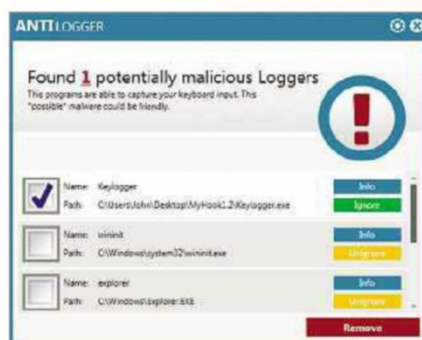 ANTILOGGER
Found 1 potentially malicious Loggers
This programs are able to capture your keyboard input. This
"possible" malware could be friendly.
Name: Keylogger
Info
Path: C:\Users\John\Desktop\MyHook1.2\Keylogger.exe
Ignore
Name: wininit
Info
Path: C:\Windows\system32\wininit.exe
Unignore
Name: explorer
Info
Path: C:\Windows\Explorer.EXE
Unignore
Remove